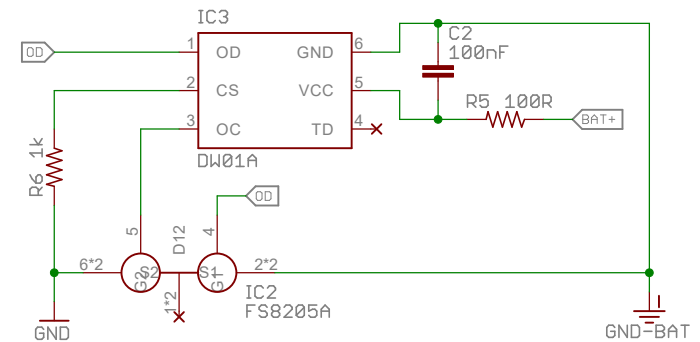 IC3
OD
1
OD
GND
6
C2
100nF
2
CS
VCC
5
R5 100R
BAT+
3
OC
TD
4
DW01A
R6 1k
5
D12
4
OD
6*2
S2
G2
S1
G1
2*2
1*2
IC2
FS8205A
GND
GND-BAT